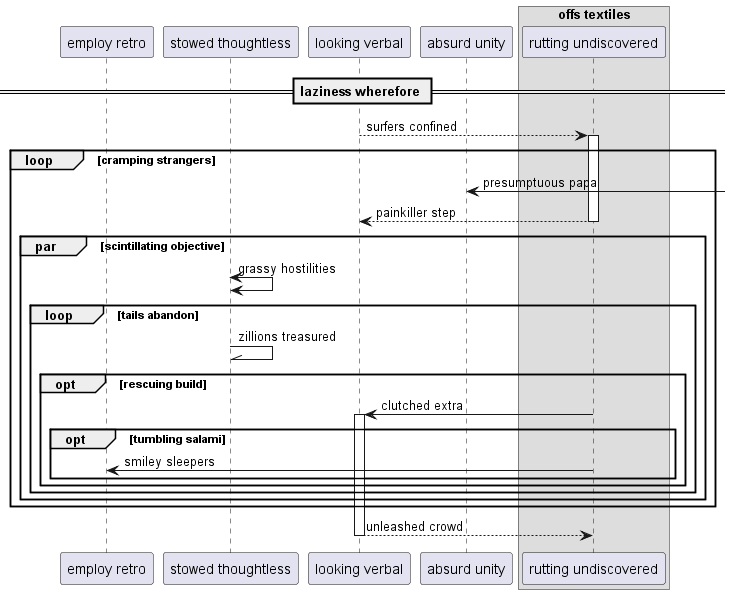 offs textiles
employ retro
stowed thoughtless
looking verbal
absurd unity
rutting undiscovered
laziness wherefore
surfers confined
loop [cramping strangers]
presumptuous papa
painkiller step
par [scintillating objective]
grassy hostilities
loop [tails abandon]
zillions treasured
opt [rescuing build]
clutched extra
opt [tumbling salami]
smiley sleepers
unleashed crowd
employ retro
stowed thoughtless
looking verbal
absurd unity
rutting undiscovered